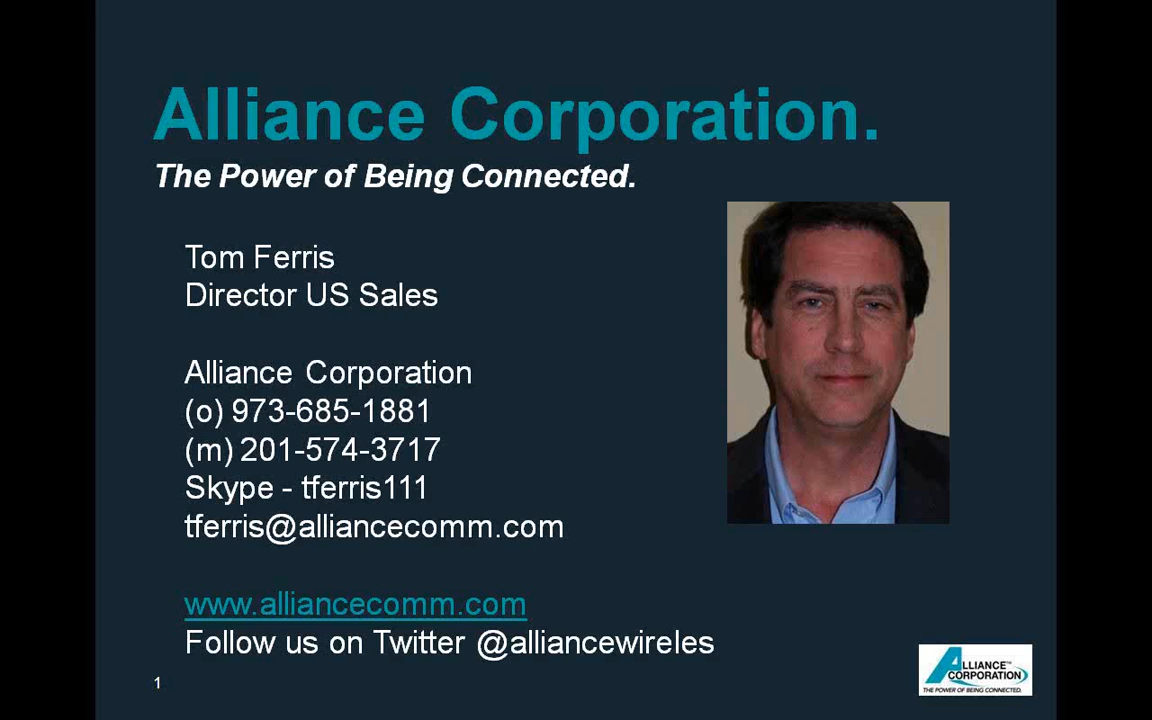 Alliance Corporation.
The Power of Being Connected.
Tom Ferris
Director US Sales
Alliance Corporation
(o) 973-685-1881
(m) 201-574-3717
Skype - tferris111
tferris@alliancecomm.com
www.alliancecomm.com
Follow us on Twitter @alliancewireles
1
ALLIANCE™
CORPORATION
THE POWER OF BEING CONNECTED.